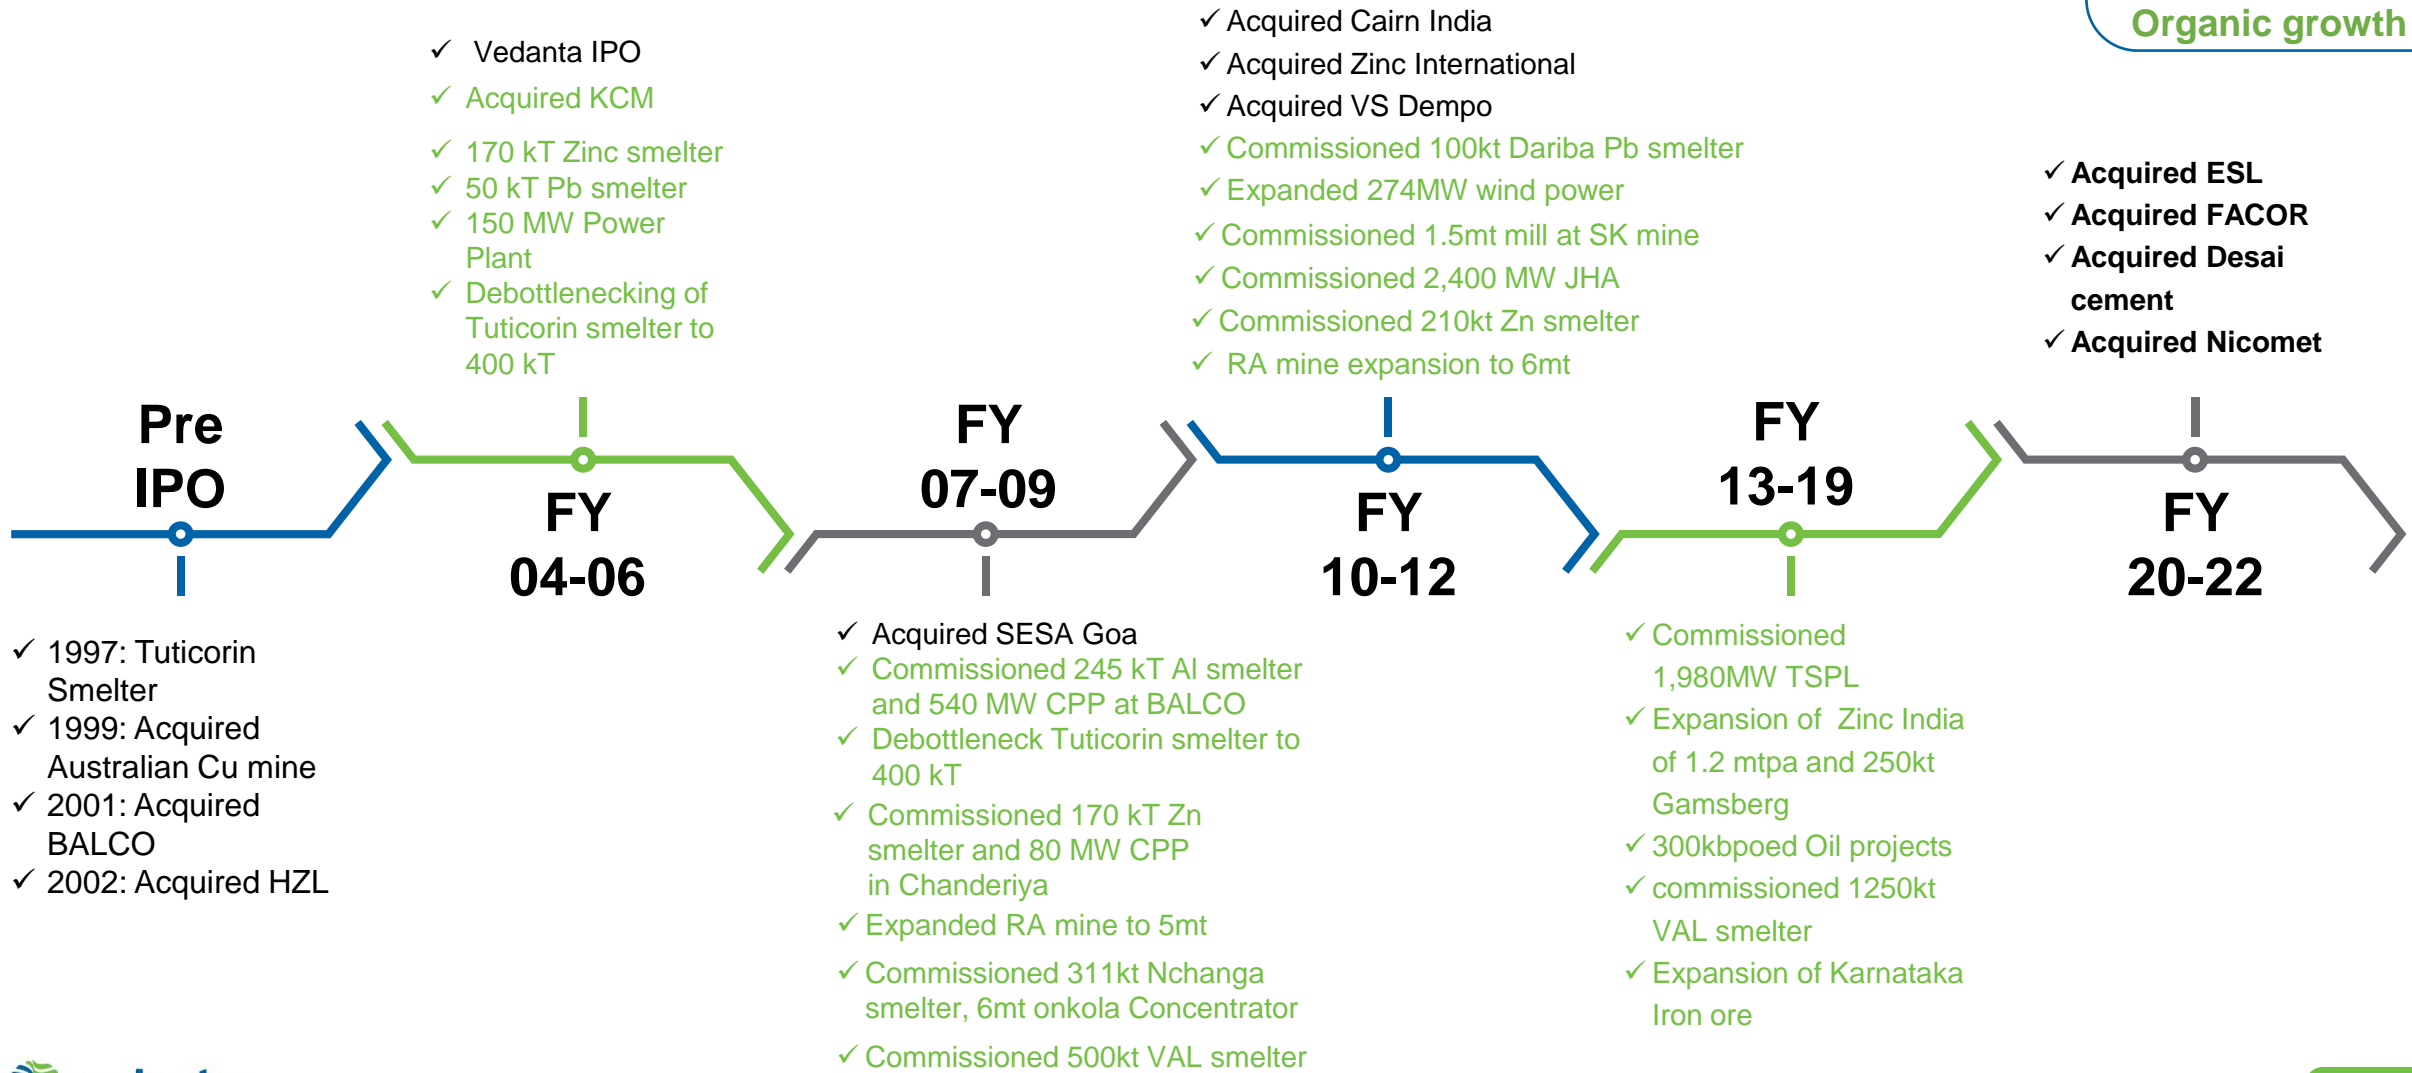 Organic growth
✓ Vedanta IPO
✓ Acquired KCM
✓ 170 kT Zinc smelter
✓ 50 kT Pb smelter
✓ 150 MW Power
Plant
✓ Debottlenecking of
Tuticorin smelter to
400 kT
✓ Acquired Cairn India
✓ Acquired Zinc International
✓ Acquired VS Dempo
✓ Commissioned 100kt Dariba Pb smelter
✓ Expanded 274MW wind power
✓ Commissioned 1.5mt mill at SK mine
✓ Commissioned 2,400 MW JHA
✓ Commissioned 210kt Zn smelter
✓ RA mine expansion to 6mt
✓ Acquired ESL
✓ Acquired FACOR
✓ Acquired Desai
cement
✓ Acquired Nicomet
Pre
IPO
FY
04-06
FY
07-09
FY
10-12
FY
13-19
FY
20-22
✓ 1997: Tuticorin
Smelter
✓ 1999: Acquired
Australian Cu mine
✓ 2001: Acquired
BALCO
✓ 2002: Acquired HZL
✓ Acquired SESA Goa
✓ Commissioned 245 kT Al smelter
and 540 MW CPP at BALCO
✓ Debottleneck Tuticorin smelter to
400 kT
✓ Commissioned 170 kT Zn
smelter and 80 MW CPP
in Chanderiya
✓ Expanded RA mine to 5mt
✓ Commissioned 311kt Nchanga
smelter, 6mt onkola Concentrator
✓ Commissioned 500kt VAL smelter
✓ Commissioned
1,980MW TSPL
✓ Expansion of Zinc India
of 1.2 mtpa and 250kt
Gamsberg
✓ 300kbpoed Oil projects
✓ commissioned 1250kt
VAL smelter
✓ Expansion of Karnataka
Iron ore